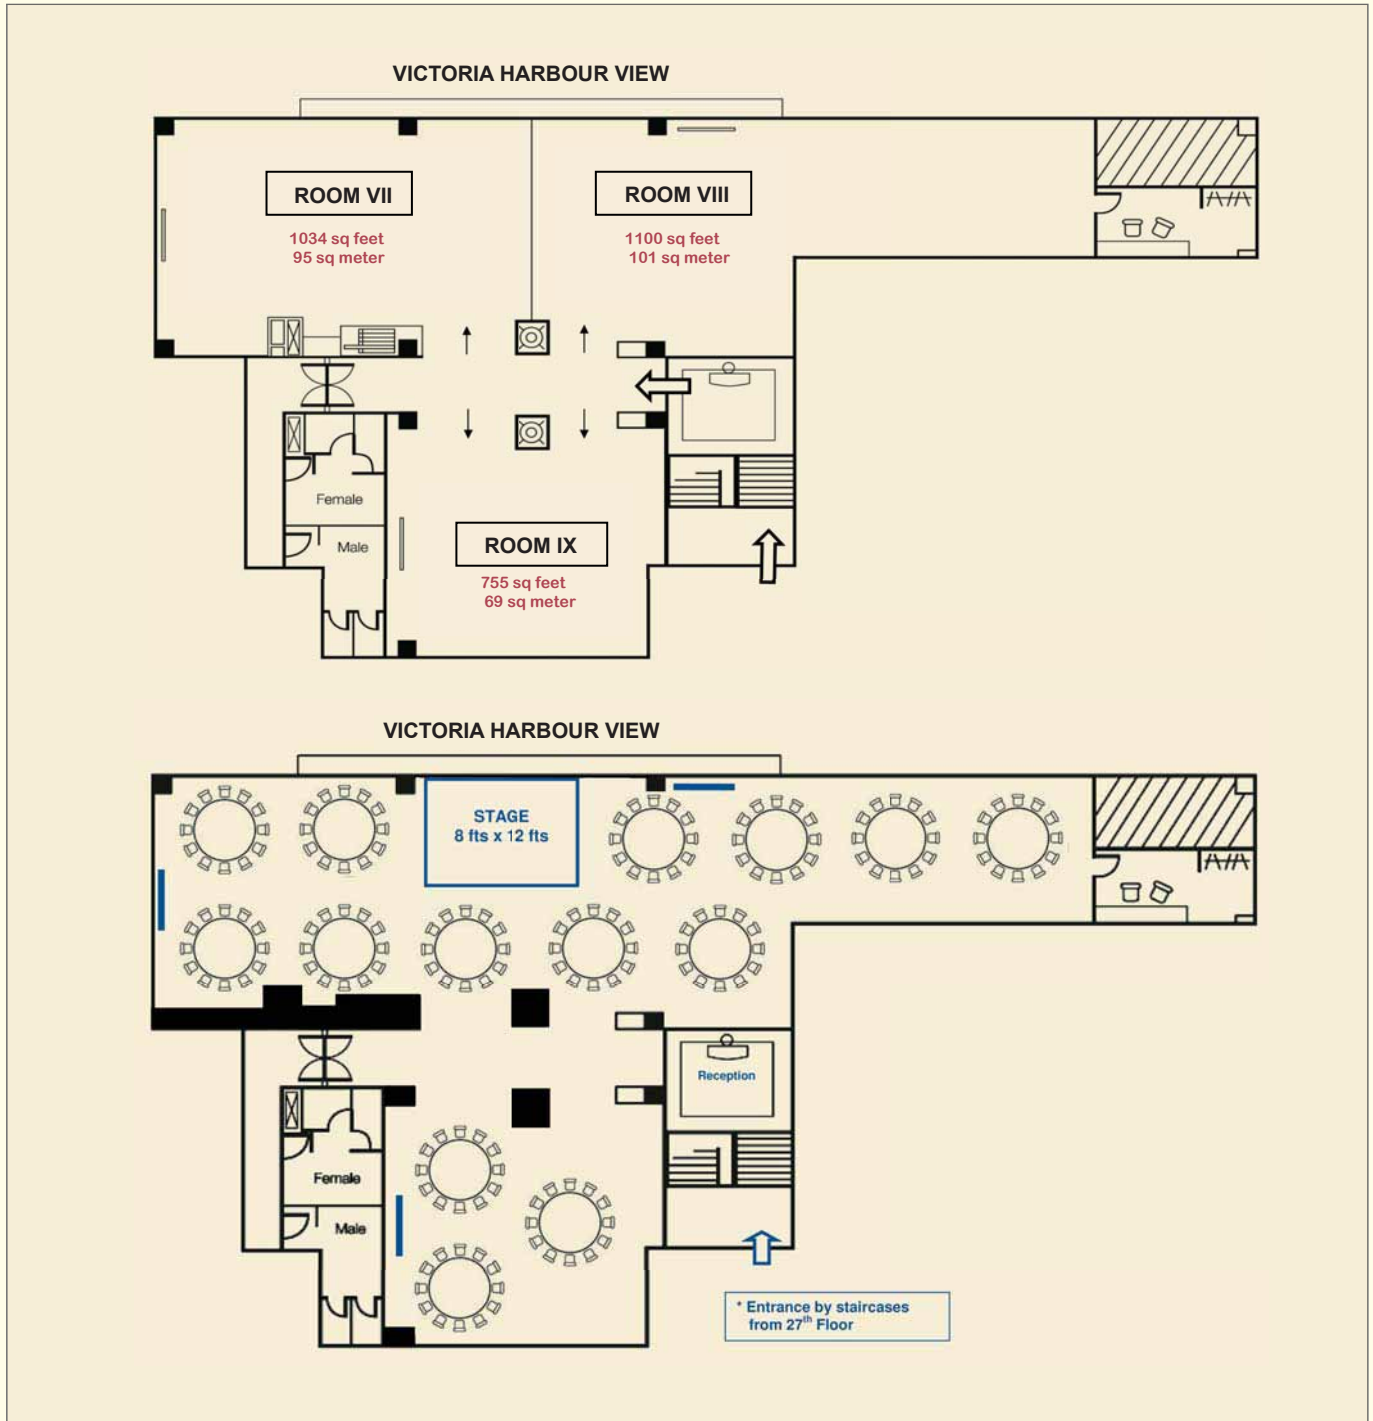 VICTORIA HARBOUR VIEW
ROOM VII
1034 sq feet
95 sq meter
ROOM VIII
1100 sq feet
101 sq meter
Female
Male
ROOM IX
755 sq feet
69 sq meter
VICTORIA HARBOUR VIEW
STAGE
8 fts x 12 fts
Reception
Female
Male
* Entrance by staircases
from 27th Floor